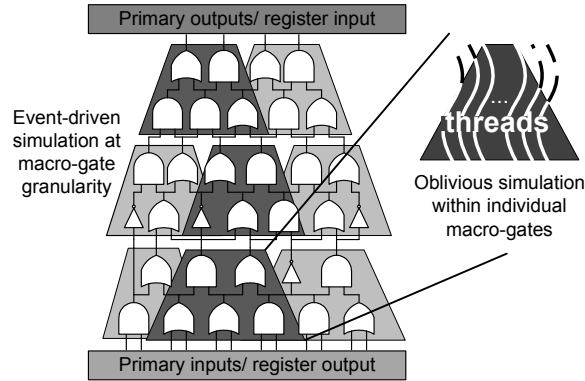 Primary outputs/ register input
Event-driven
simulation at
macro-gate
granularity
...
threads
Oblivious simulation
within individual
macro-gates
Primary inputs/ register output